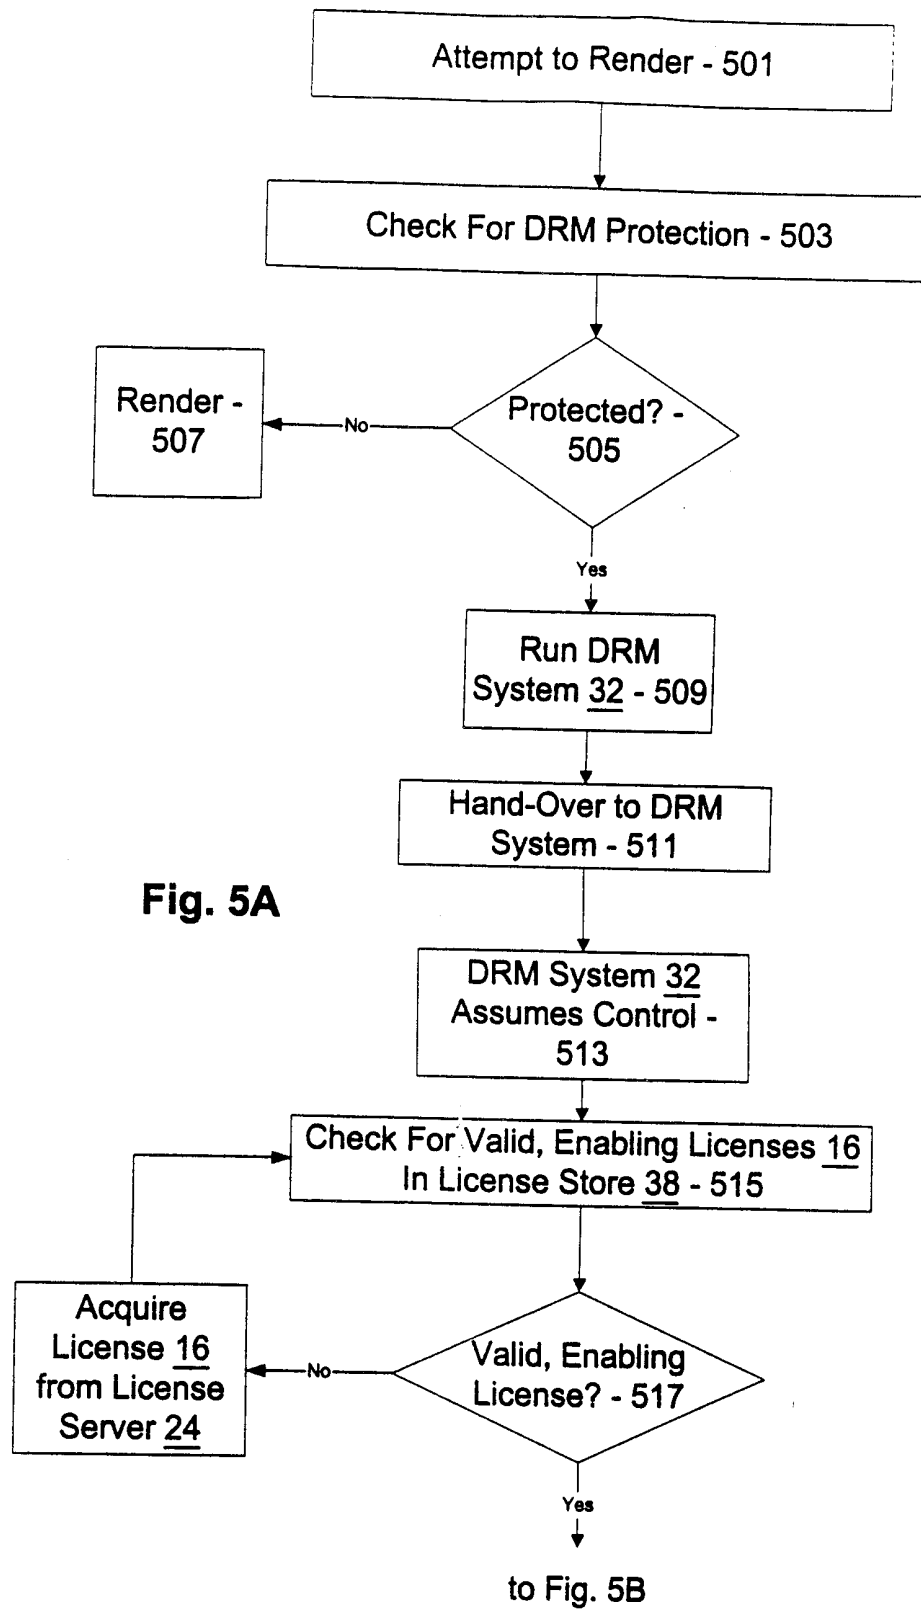 Attempt to Render - 501
Check For DRM Protection - 503
Render -
507
No
Protected? -
505
Yes
Run DRM
System 32 - 509
Hand-Over to DRM
System - 511
Fig. 5A
DRM System 32
Assumes Control -
513
Check For Valid, Enabling Licenses 16
In License Store 38 - 515
Acquire
License 16
from License
Server 24
No
Valid, Enabling
License? - 517
Yes
to Fig. 5B